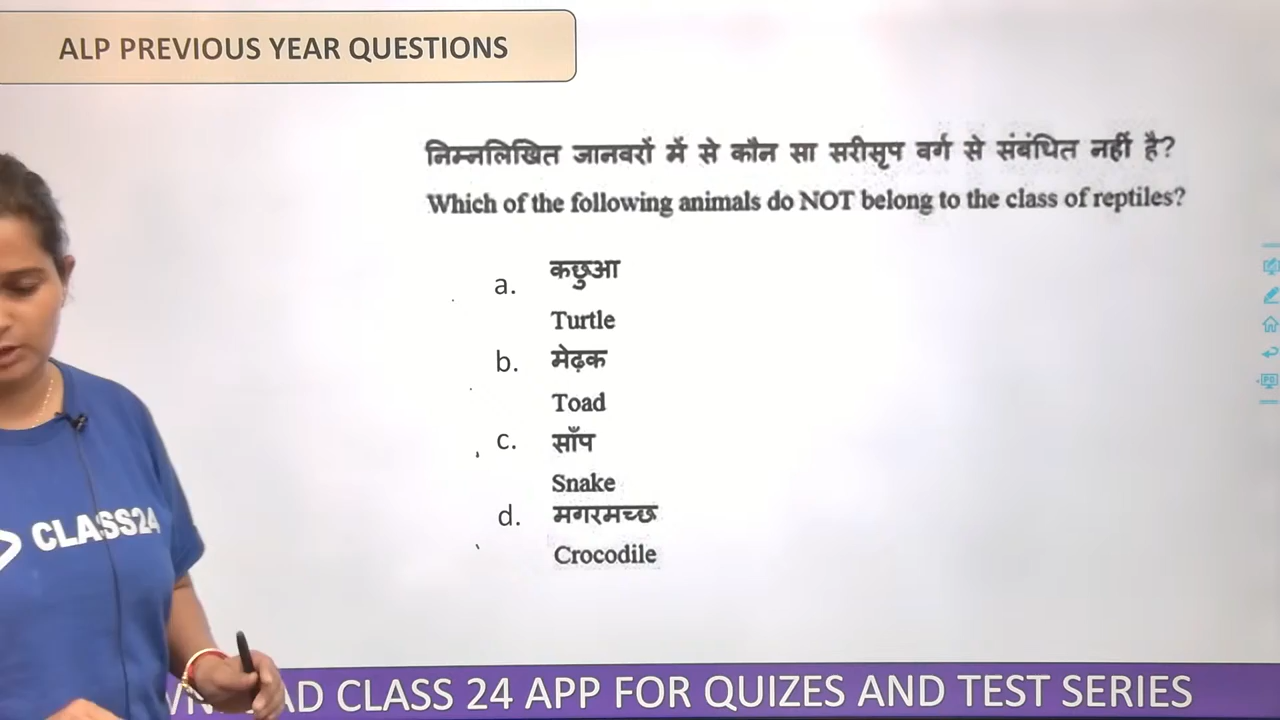 ALP PREVIOUS YEAR QUESTIONS
निम्नलिखित जानवरों में से कौन सा सरीसृप वर्ग से संबंधित नहीं है?
Which of the following animals do NOT belong to the class of reptiles?
a. कछुआ
Turtle
b. मेढ़क
Toad
c. साँप
Snake
d. मगरमच्छ
Crocodile
CLASS24
AD CLASS 24 APP FOR QUIZES AND TEST SERIES